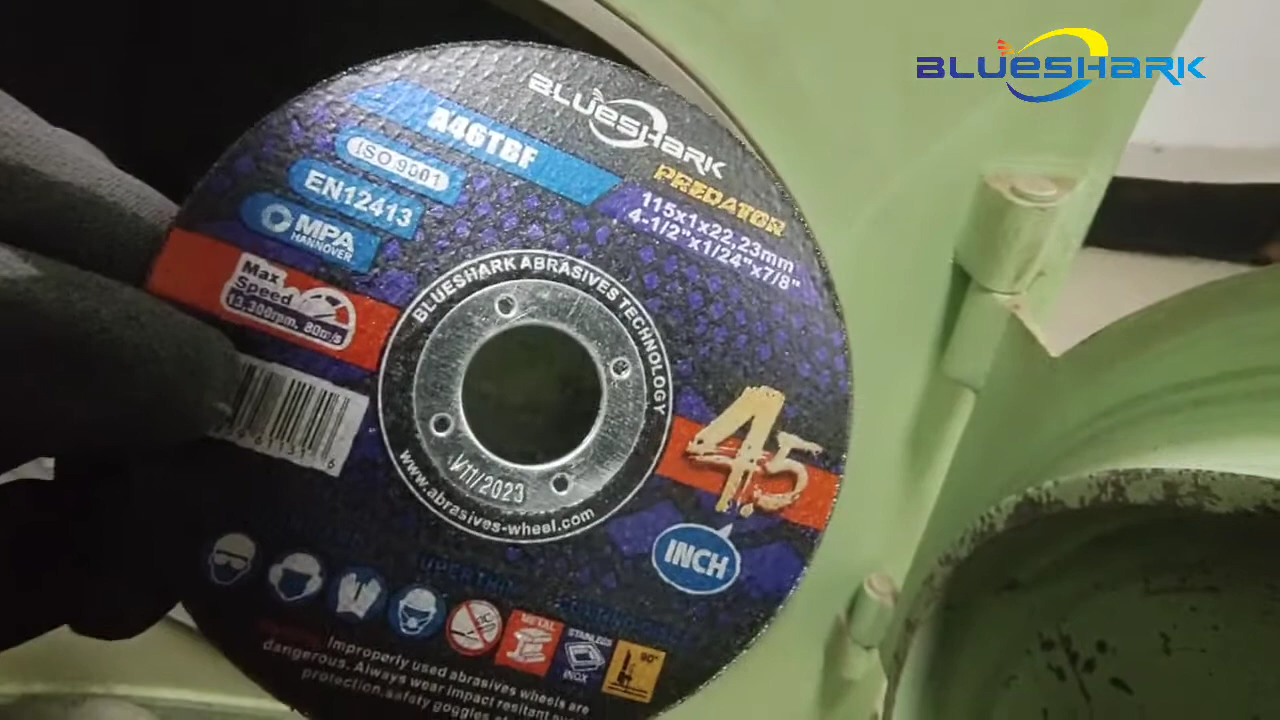 BLUESHARK
BLUESHARK
PREDATOR
A46TBF
115x1x22,23mm
4-1/2"x1/24"x7/8"
ISO 9001
EN12413
MPA
HANNOVER
Max
Speed
13,300rpm, 80m/s
BLUESHARK ABRASIVES TECHNOLOGY
V11/2023
www.abrasives-wheel.com
4.5
INCH
METAL
STAINLESS
INOX
90°
Improperly used abrasives wheels are
dangerous. Always wear impact resitant
protection,safety goggles